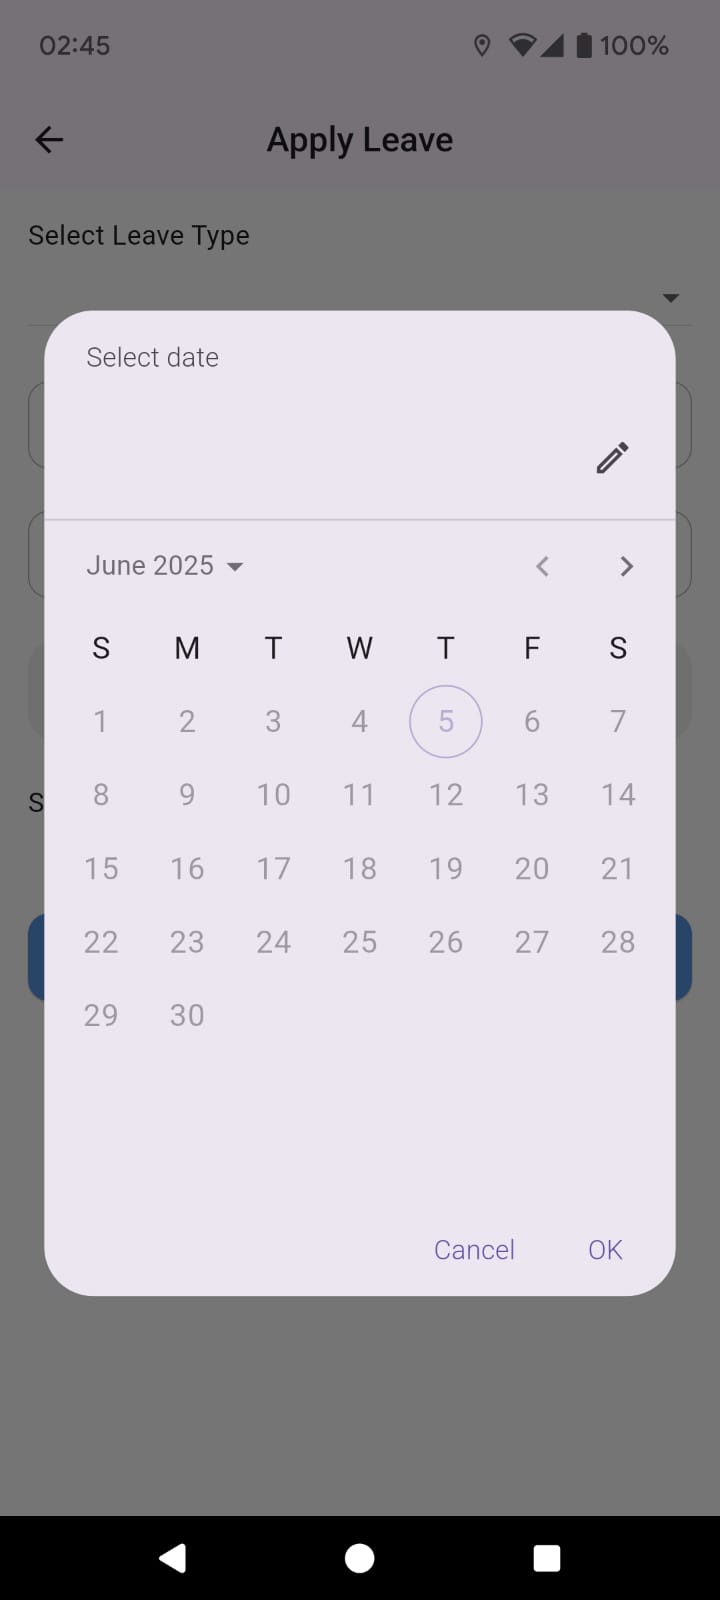 02:45 100%
Apply Leave
Select Leave Type
Select date
June 2025
S M T W T F S
1 2 3 4 5 6 7
8 9 10 11 12 13 14
S
15 16 17 18 19 20 21
22 23 24 25 26 27 28
29 30
Cancel OK